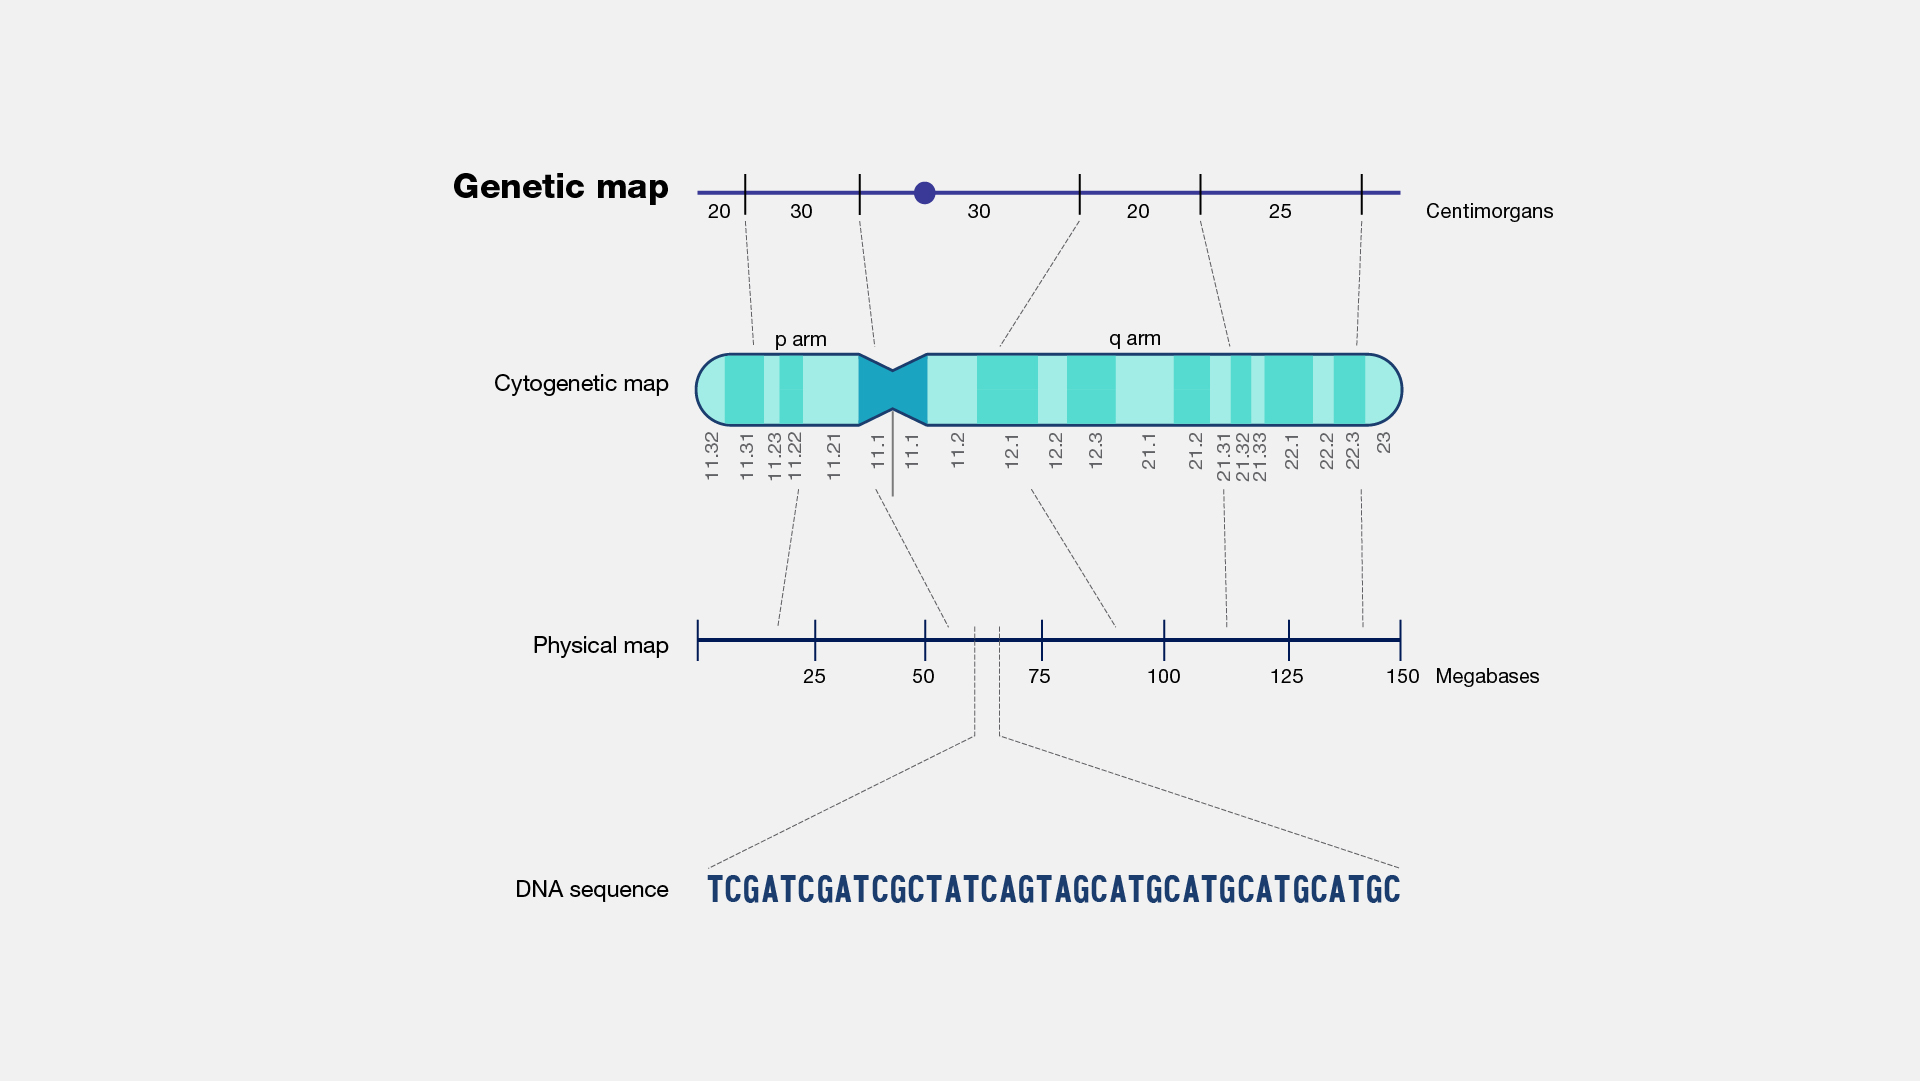 Genetic map
20 30 30 20 25 Centimorgans
p arm q arm
Cytogenetic map
11.32 11.31 11.23 11.22 11.21 11.1 11.1 11.2 12.1 12.2 12.3 21.1 21.2 21.31 21.32 21.33 22.1 22.2 22.3 23
Physical map
25 50 75 100 125 150 Megabases
DNA sequence TCGATCGATCGCTATCAGTAGCATGCATGCATGCATGC